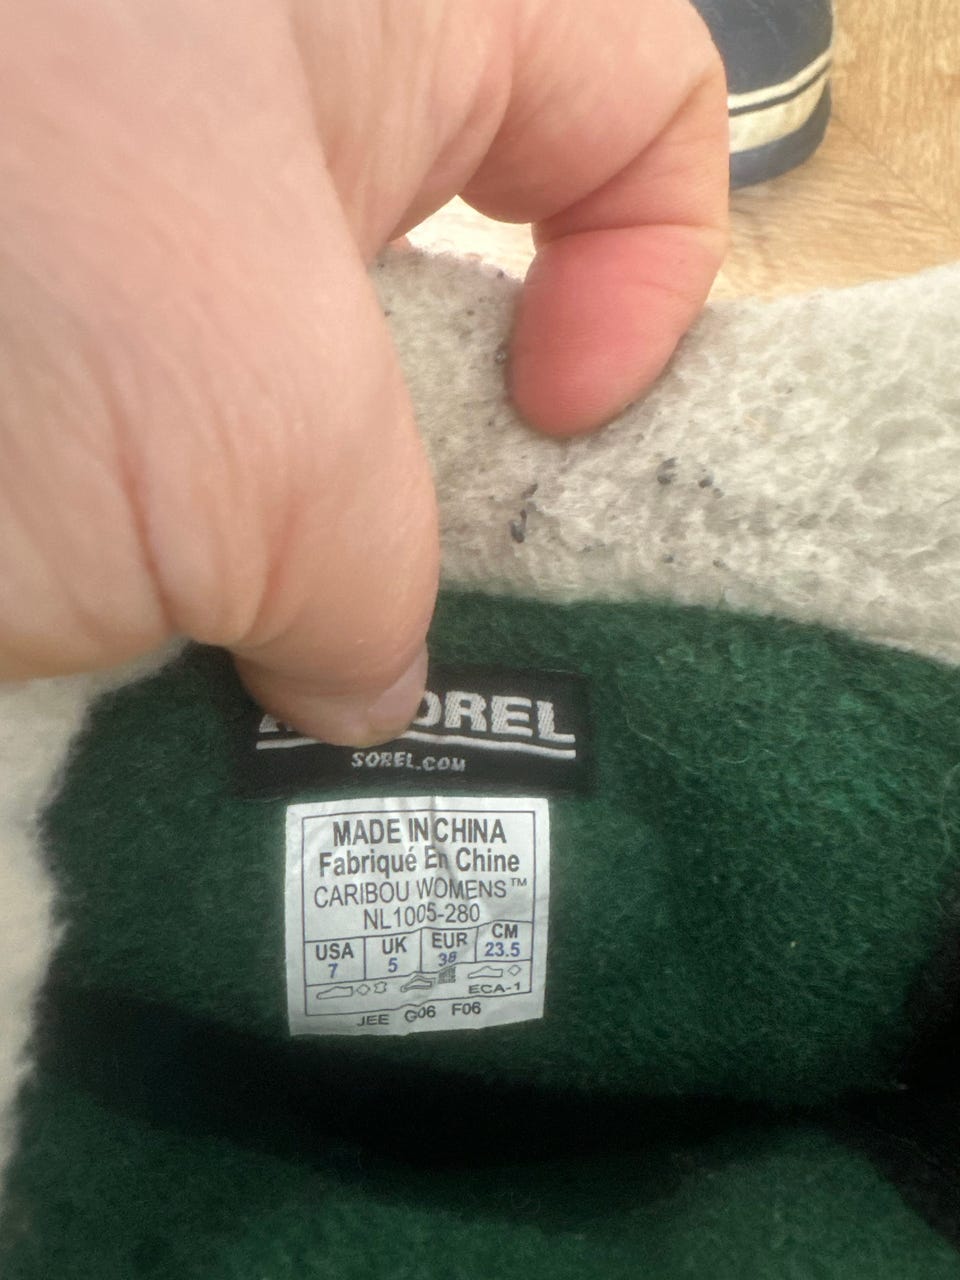 SOREL
SOREL.COM
MADE IN CHINA
Fabriqué En Chine
CARIBOU WOMENS™
NL1005-280
USA UK EUR CM
7 5 38 23.5
ECA-1
JEE G06 F06